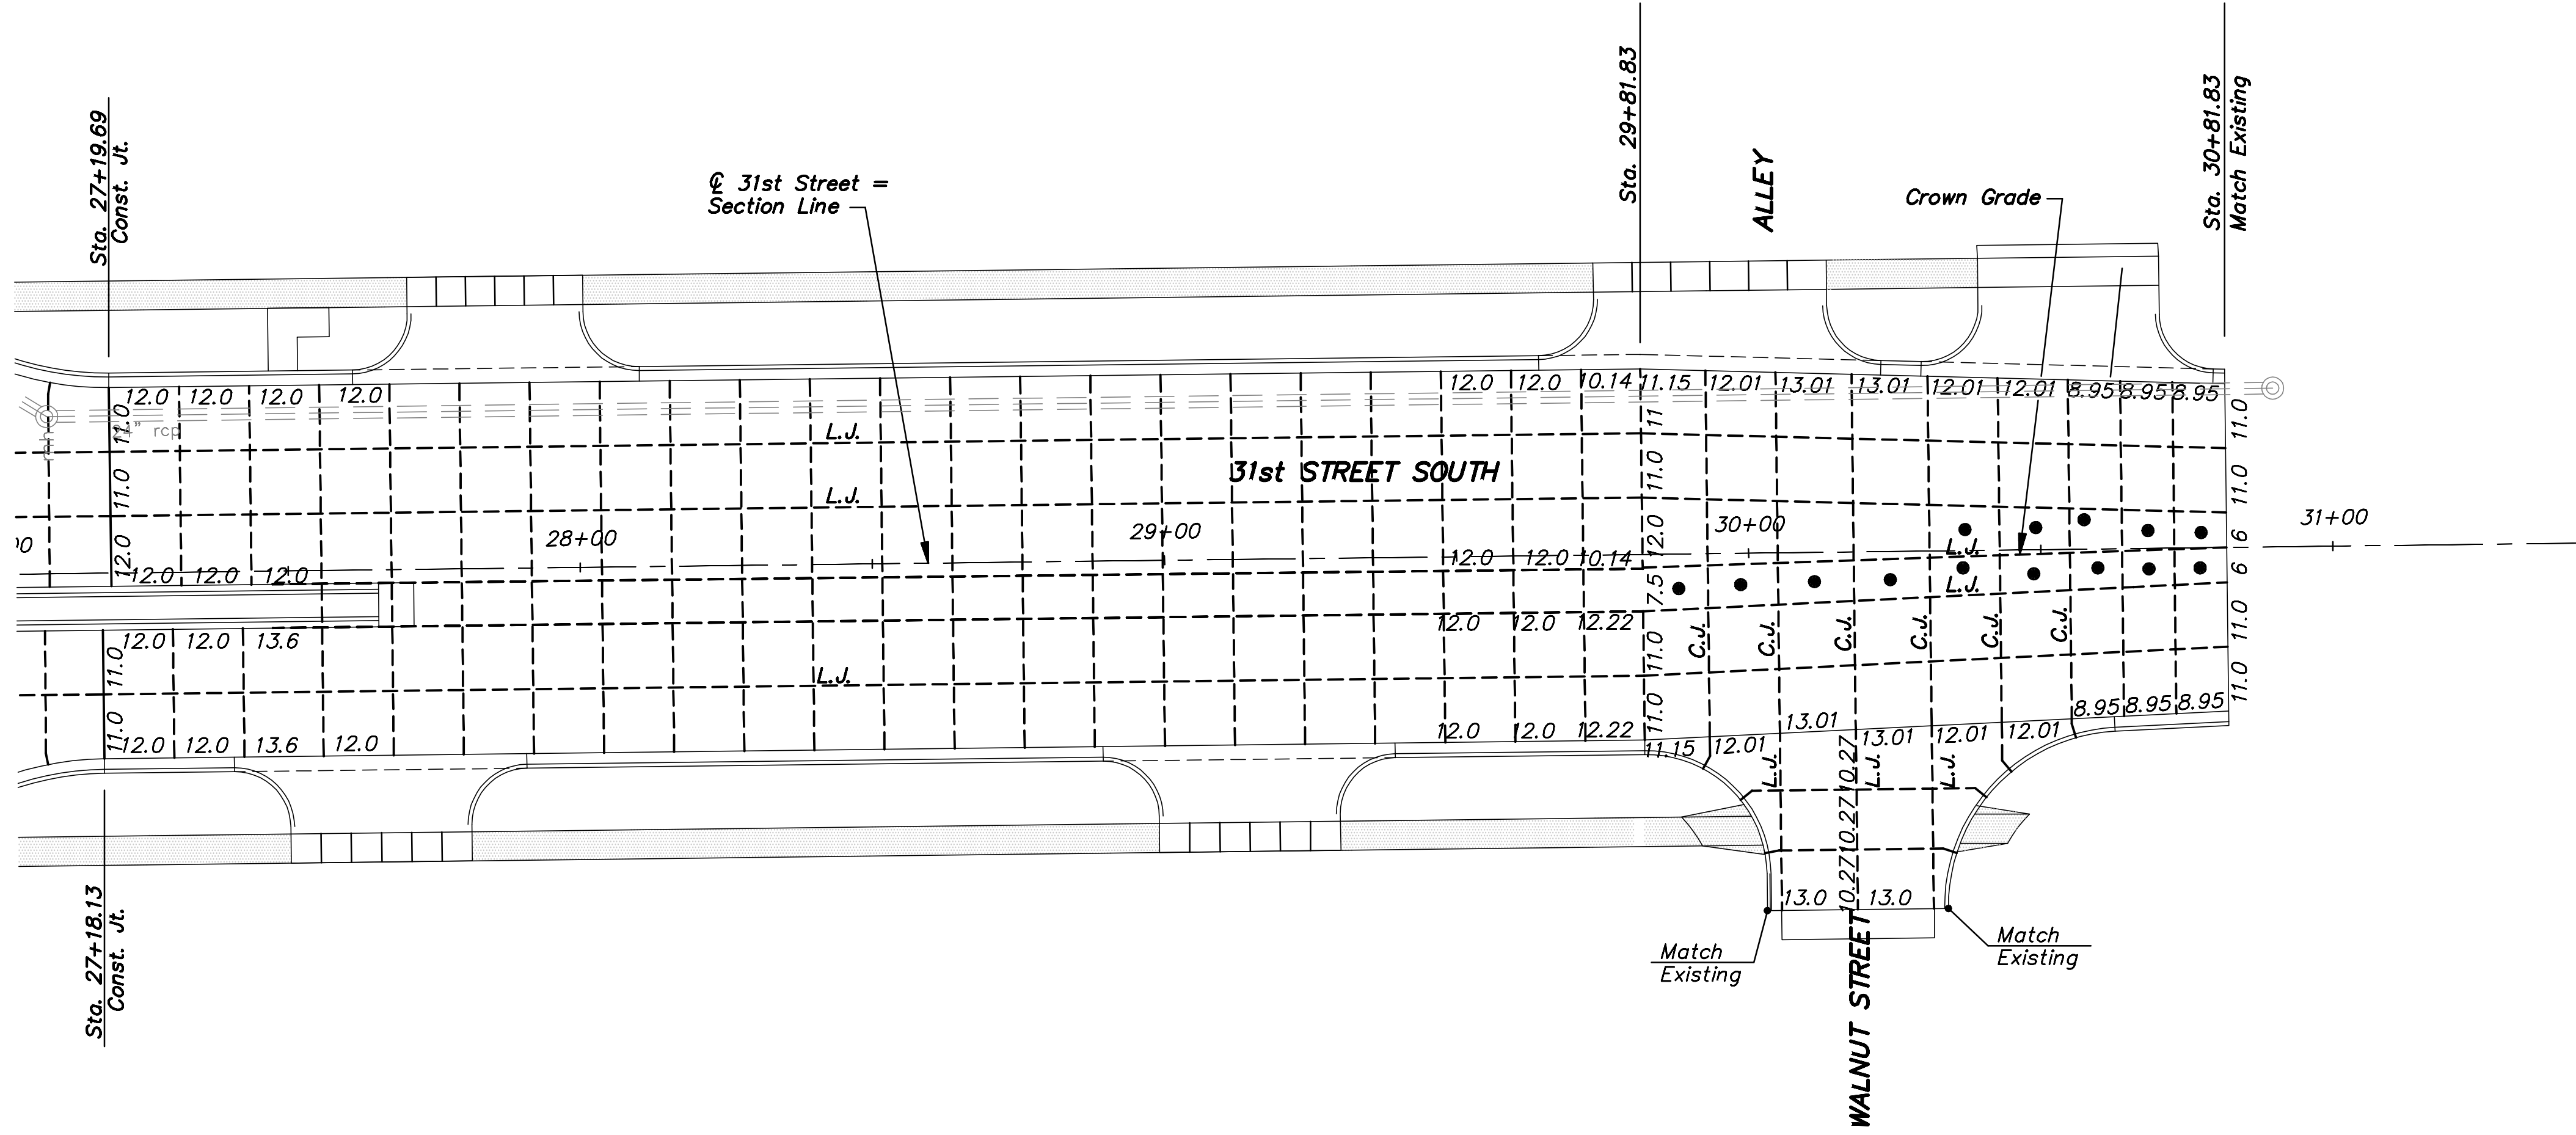 Sta. 27+19.69
Const. Jt.
℄ 31st Street =
Section Line
Sta. 29+81.83
ALLEY
Crown Grade
Sta. 30+81.83
Match Existing
12.0 12.0 12.0 12.0
12.0 12.0 10.14 11.15 12.01 13.01 13.01 12.01 12.01 8.95 8.95 8.95
11.0
11.0
12.0
24" rcp
L.J.
31st STREET SOUTH
L.J.
11
11.0
12.0
7.5
11.0
11.0
11.0
11.0
6
6
11.0
11.0
28+00
29+00
30+00
31+00
12.0 12.0 12.0
12.0 12.0 10.14
L.J.
L.J.
12.0 12.0 13.6
12.0 12.0 12.22
11.0
11.0
L.J.
C.J.
C.J.
C.J.
C.J.
C.J.
C.J.
12.0 12.0 13.6 12.0
12.0 12.0 12.22
11.15 12.01 13.01 13.01 12.01 12.01 8.95 8.95 8.95
L.J.
L.J.
L.J.
10.27 10.27 10.27
13.0 13.0
Sta. 27+18.13
Const. Jt.
Match
Existing
WALNUT STREET
Match
Existing